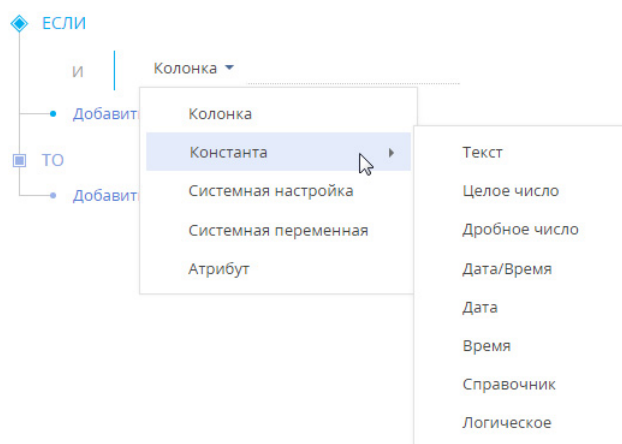 ЕСЛИ
И
Колонка
Добавить
Колонка
Константа
Системная настройка
Системная переменная
Атрибут
ТО
Добавит
Текст
Целое число
Дробное число
Дата/Время
Дата
Время
Справочник
Логическое